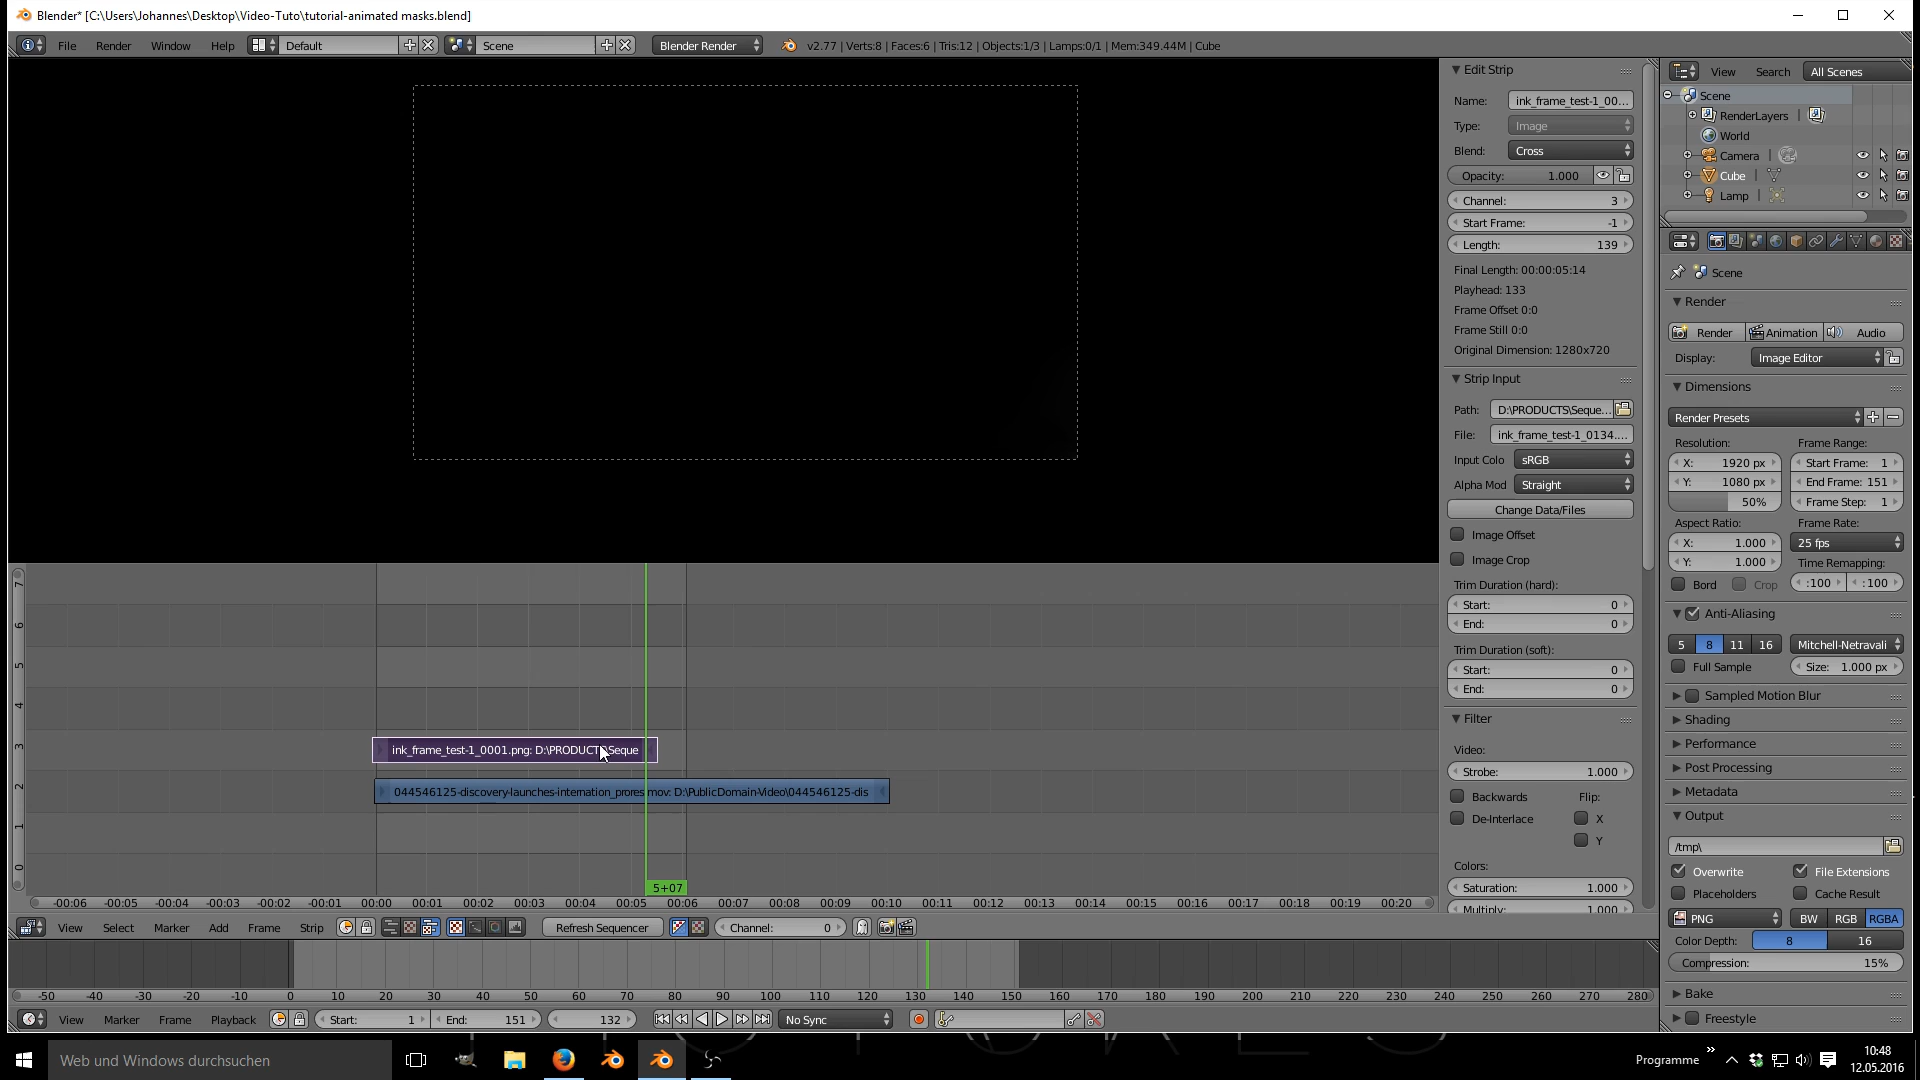 Blender* [C:\Users\Johannes\Desktop\Video-Tuto\tutorial-animated masks.blend]
File Render Window Help Default Scene Blender Render v2.77 | Verts:8 | Faces:6 | Tris:12 | Objects:1/3 | Lamps:0/1 | Mem:349.44M | Cube
Edit Strip
Name: ink_frame_test-1_00...
Type: Image
Blend: Cross
Opacity: 1.000
Channel: 3
Start Frame: -1
Length: 139
Final Length: 00:00:05:14
Playhead: 133
Frame Offset 0:0
Frame Still 0:0
Original Dimension: 1280x720
Strip Input
Path: D:\PRODUCTS\Seque...
File: ink_frame_test-1_0134....
Input Colo sRGB
Alpha Mod Straight
Change Data/Files
Image Offset
Image Crop
Trim Duration (hard):
Start: 0
End: 0
Trim Duration (soft):
Start: 0
End: 0
Filter
Video:
Strobe: 1.000
Backwards Flip:
De-Interlace X
Y
Colors:
Saturation: 1.000
Multiply: 1.000
View Search All Scenes
Scene
RenderLayers |
World
Camera |
Cube |
Lamp |
Scene
Render
Render Animation Audio
Display: Image Editor
Dimensions
Render Presets
Resolution: Frame Range:
X: 1920 px Start Frame: 1
Y: 1080 px End Frame: 151
50% Frame Step: 1
Aspect Ratio: Frame Rate:
X: 1.000 25 fps
Y: 1.000 Time Remapping:
Bord Crop :100 :100
Anti-Aliasing
5 8 11 16 Mitchell-Netravali
Full Sample Size: 1.000 px
Sampled Motion Blur
Shading
Performance
Post Processing
Metadata
Output
/tmp\
Overwrite File Extensions
Placeholders Cache Result
PNG BW RGB RGBA
Color Depth: 8 16
Compression: 15%
Bake
Freestyle
7
6
5
4
3
2
1
0
ink_frame_test-1_0001.png: D:\PRODUCTS\Seque
044546125-discovery-launches-internation_prores.mov: D:\PublicDomain-Video\044546125-dis
5+07
-00:06 -00:05 -00:04 -00:03 -00:02 -00:01 00:00 00:01 00:02 00:03 00:04 00:05 00:06 00:07 00:08 00:09 00:10 00:11 00:12 00:13 00:14 00:15 00:16 00:17 00:18 00:19 00:20
View Select Marker Add Frame Strip Refresh Sequencer Channel: 0
-50 -40 -30 -20 -10 0 10 20 30 40 50 60 70 80 90 100 110 120 130 140 150 160 170 180 190 200 210 220 230 240 250 260 270 280
View Marker Frame Playback Start: 1 End: 151 132 No Sync
Web und Windows durchsuchen
Programme
10:48
12.05.2016